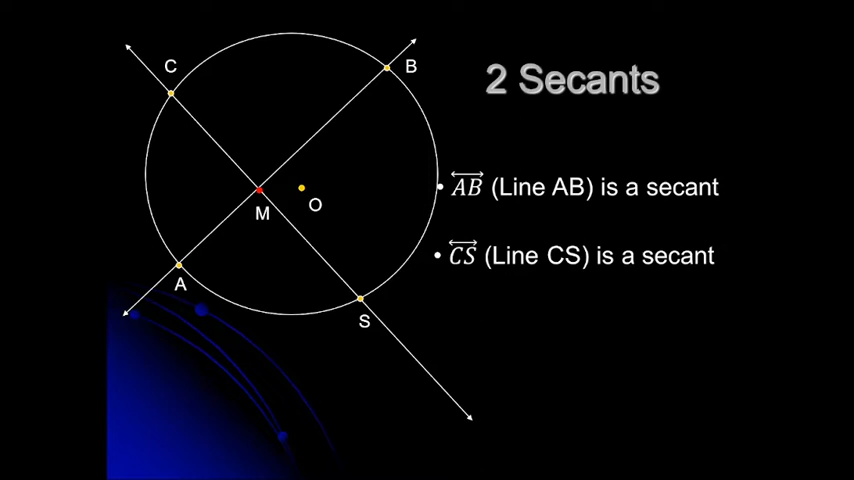 2 Secants
C
B
M
O
A
S
• AB (Line AB) is a secant
• CS (Line CS) is a secant